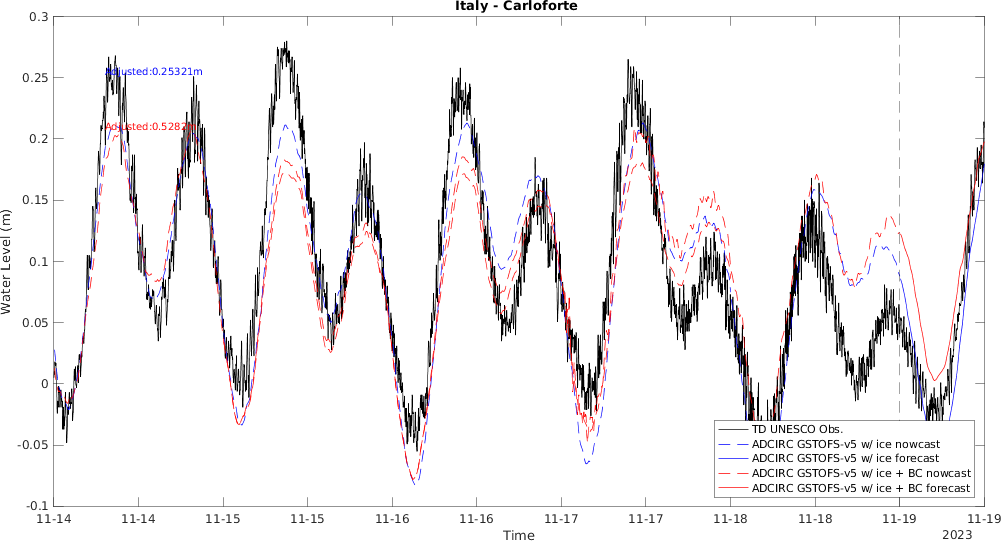 Italy - Carloforte
Water Level (m)
0.3
0.25
0.2
0.15
0.1
0.05
0
-0.05
-0.1
Adjusted:0.25321m
11-14
11-14
11-15
11-15
11-16
11-16
11-17
11-17
11-18
11-18
11-19
11-19
Time
2023
TD UNESCO Obs.
ADCIRC GSTOFS-v5 w/ ice nowcast
ADCIRC GSTOFS-v5 w/ ice forecast
ADCIRC GSTOFS-v5 w/ ice + BC nowcast
ADCIRC GSTOFS-v5 w/ ice + BC forecast